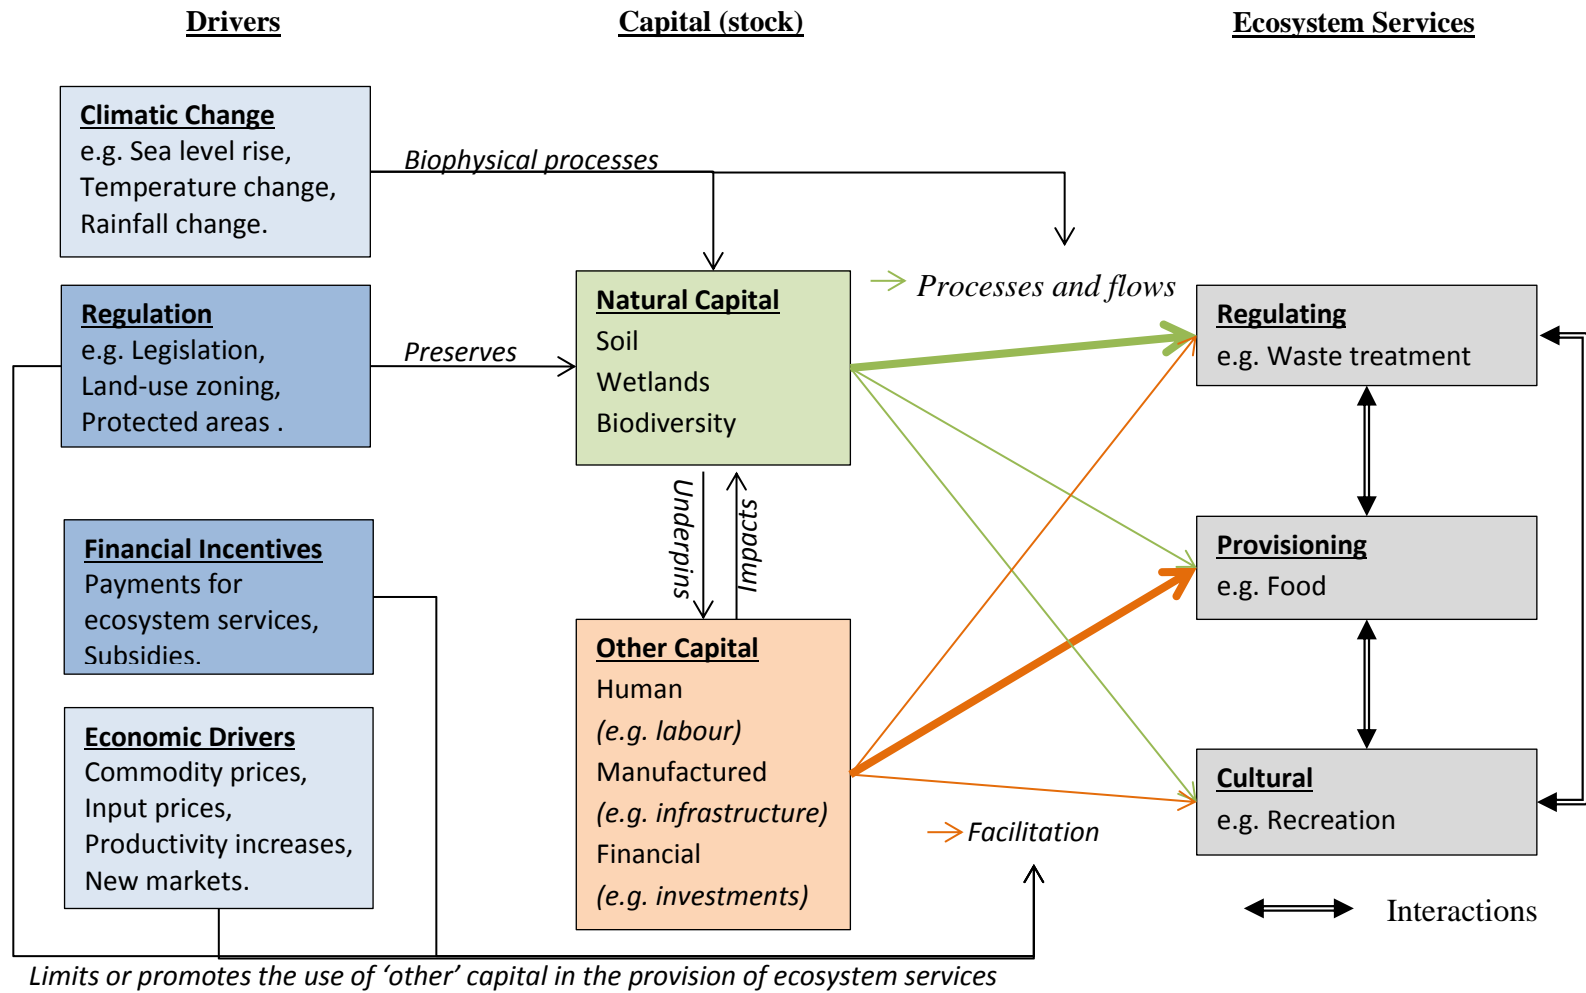 Drivers
Capital (stock)
Ecosystem Services
Climatic Change
e.g. Sea level rise,
Temperature change,
Rainfall change.
Biophysical processes
Regulation
e.g. Legislation,
Land-use zoning,
Protected areas .
Preserves
Natural Capital
Soil
Wetlands
Biodiversity
Processes and flows
Regulating
e.g. Waste treatment
Underpins
Impacts
Financial Incentives
Payments for
ecosystem services,
Subsidies.
Provisioning
e.g. Food
Economic Drivers
Commodity prices,
Input prices,
Productivity increases,
New markets.
Other Capital
Human
(e.g. labour)
Manufactured
(e.g. infrastructure)
Financial
(e.g. investments)
Facilitation
Cultural
e.g. Recreation
Interactions
Limits or promotes the use of ‘other’ capital in the provision of ecosystem services